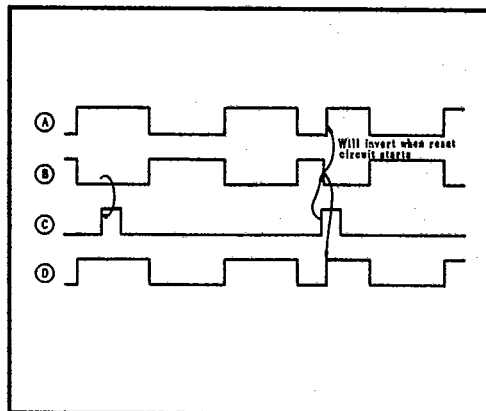 A
Will invert when reset
circuit starts
B
C
D